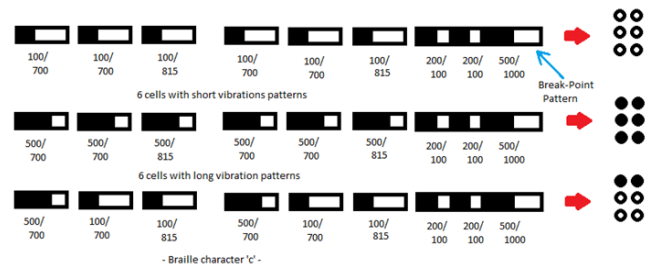 100/ 100/ 100/ 100/ 100/ 100/ 200/ 200/ 500/
700 700 815 700 700 815 100 100 1000
6 cells with short vibrations patterns
Break-Point
Pattern
500/ 500/ 500/ 500/ 500/ 500/ 200/ 200/ 500/
700 700 815 700 700 815 100 100 1000
6 cells with long vibration patterns
500/ 100/ 100/ 500/ 100/ 100/ 200/ 200/ 500/
700 700 815 700 700 815 100 100 1000
- Braille character 'c' -